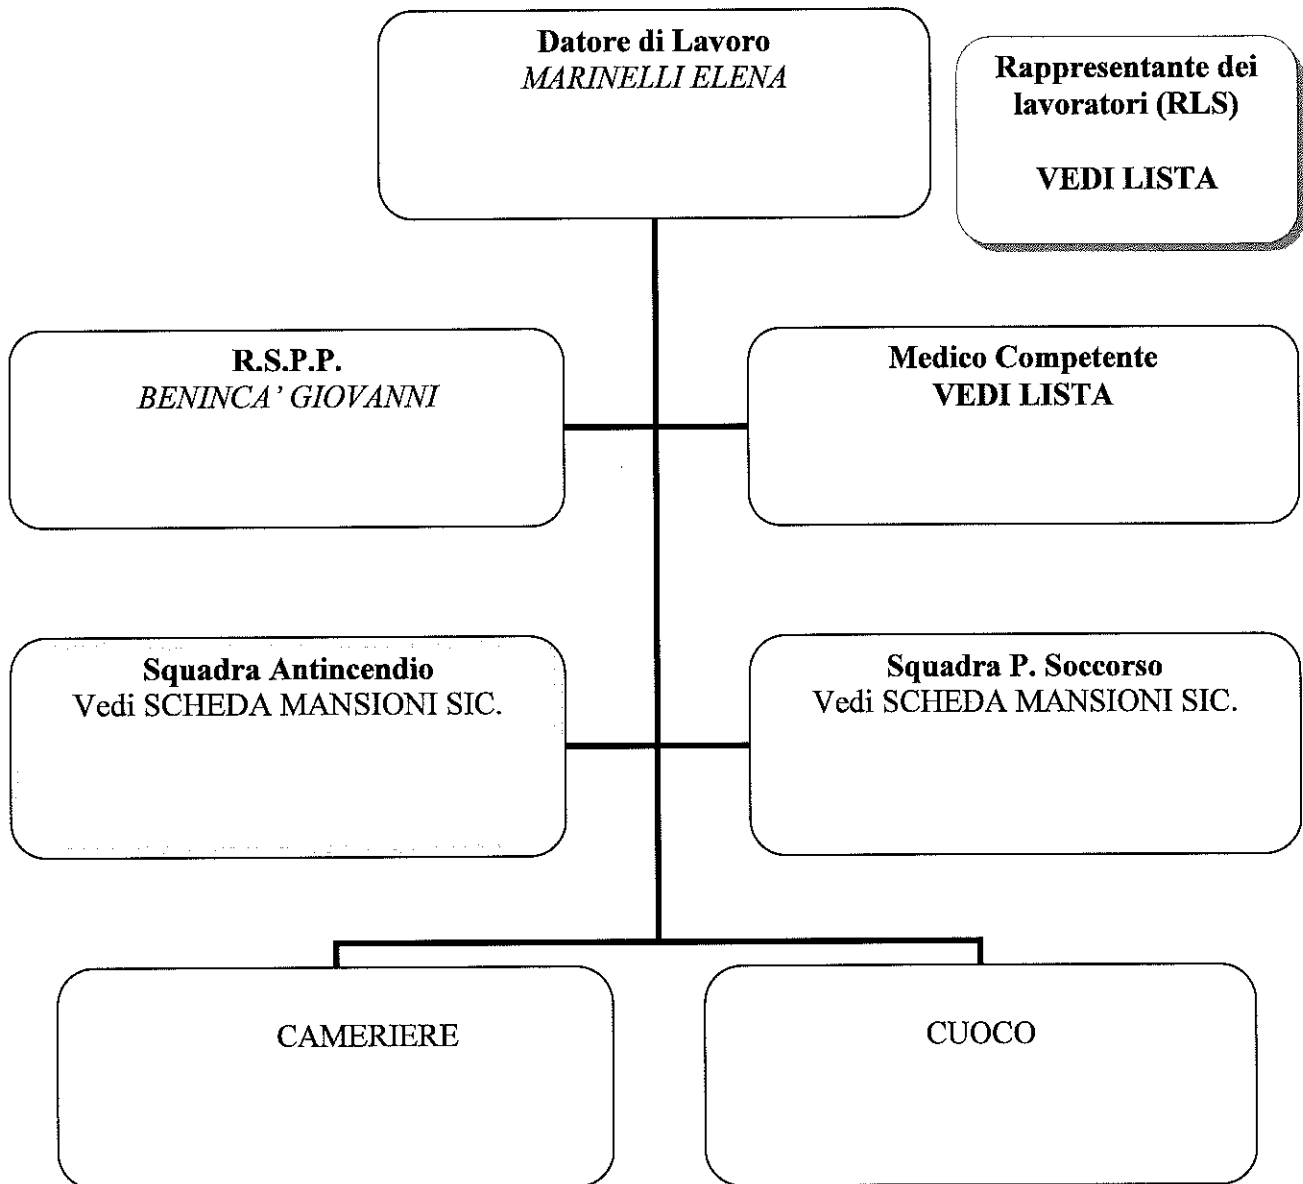 Datore di Lavoro
MARINELLI ELENA
Rappresentante dei
lavoratori (RLS)
VEDI LISTA
R.S.P.P.
BENINCA' GIOVANNI
Medico Competente
VEDI LISTA
Squadra Antincendio
Vedi SCHEDA MANSIONI SIC.
Squadra P. Soccorso
Vedi SCHEDA MANSIONI SIC.
CAMERIERE
CUOCO